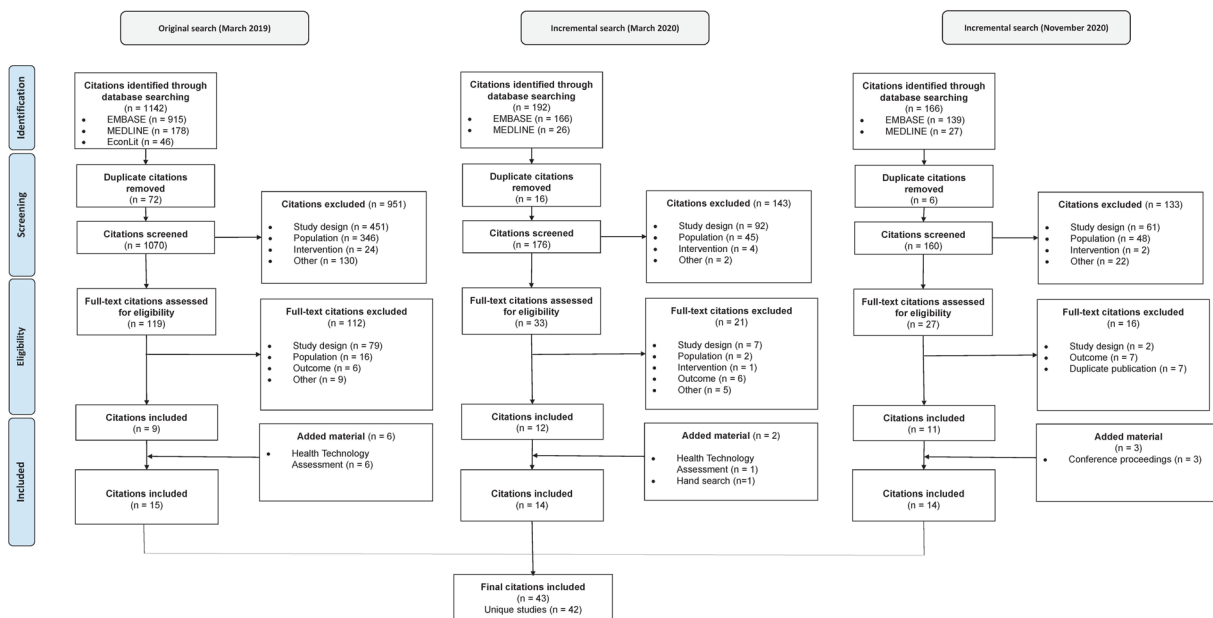 Original search (March 2019)
Incremental search (March 2020)
Incremental search (November 2020)
Identification
Screening
Eligibility
Included
Citations identified through
database searching
(n = 1142)
• EMBASE (n = 915)
• MEDLINE (n = 178)
• EconLit (n = 46)
Duplicate citations
removed
(n = 72)
Citations screened
(n = 1070)
Citations excluded (n = 951)
• Study design (n = 451)
• Population (n = 346)
• Intervention (n = 24)
• Other (n = 130)
Full-text citations assessed
for eligibility
(n = 119)
Full-text citations excluded
(n = 112)
• Study design (n = 79)
• Population (n = 16)
• Outcome (n = 6)
• Other (n = 9)
Citations included
(n = 9)
Added material (n = 6)
• Health Technology
Assessment (n = 6)
Citations included
(n = 15)
Citations identified through
database searching
(n = 192)
• EMBASE (n = 166)
• MEDLINE (n = 26)
Duplicate citations
removed
(n = 16)
Citations screened
(n = 176)
Citations excluded (n = 143)
• Study design (n = 92)
• Population (n = 45)
• Intervention (n = 4)
• Other (n = 2)
Full-text citations assessed
for eligibility
(n = 33)
Full-text citations excluded
(n = 21)
• Study design (n = 7)
• Population (n = 2)
• Intervention (n = 1)
• Outcome (n = 6)
• Other (n = 5)
Citations included
(n = 12)
Added material (n = 2)
• Health Technology
Assessment (n = 1)
• Hand search (n=1)
Citations included
(n = 14)
Citations identified through
database searching
(n = 166)
• EMBASE (n = 139)
• MEDLINE (n = 27)
Duplicate citations
removed
(n = 6)
Citations screened
(n = 160)
Citations excluded (n = 133)
• Study design (n = 61)
• Population (n = 48)
• Intervention (n = 2)
• Other (n = 22)
Full-text citations assessed
for eligibility
(n = 27)
Full-text citations excluded
(n = 16)
• Study design (n = 2)
• Outcome (n = 7)
• Duplicate publication (n = 7)
Citations included
(n = 11)
Added material
(n = 3)
• Conference proceedings (n = 3)
Citations included
(n = 14)
Final citations included
(n = 43)
Unique studies (n = 42)